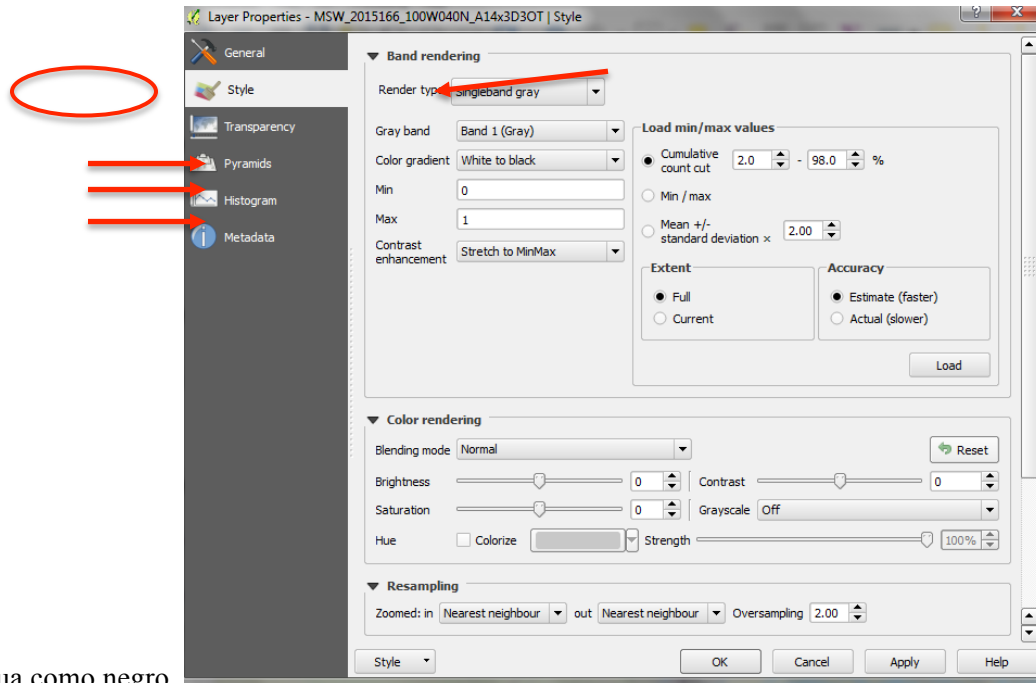 Layer Properties - MSW_2015166_100W040N_A14x3D3OT | Style
General
Style
Transparency
Pyramids
Histogram
Metadata
Band rendering
Render type Singleband gray
Gray band Band 1 (Gray)
Color gradient White to black
Min 0
Max 1
Contrast enhancement Stretch to MinMax
Load min/max values
Cumulative count cut 2.0 - 98.0 %
Min / max
Mean +/- standard deviation × 2.00
Extent
Full
Current
Accuracy
Estimate (faster)
Actual (slower)
Load
Color rendering
Blending mode Normal
Reset
Brightness 0 Contrast 0
Saturation 0 Grayscale Off
Hue Colorize Strength 100%
Resampling
Zoomed: in Nearest neighbour out Nearest neighbour Oversampling 2.00
Style OK Cancel Apply Help
como negro